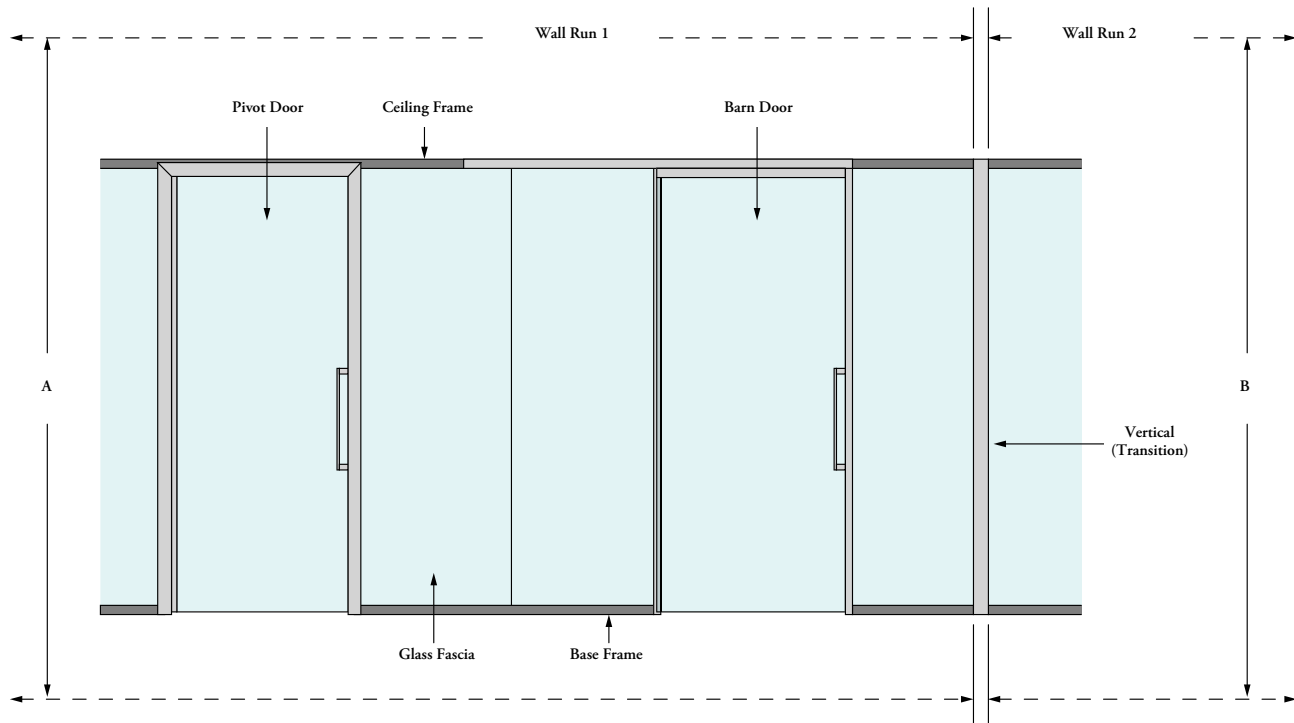 Wall Run 1
Wall Run 2
Pivot Door
Ceiling Frame
Barn Door
A
B
Vertical
(Transition)
Glass Fascia
Base Frame